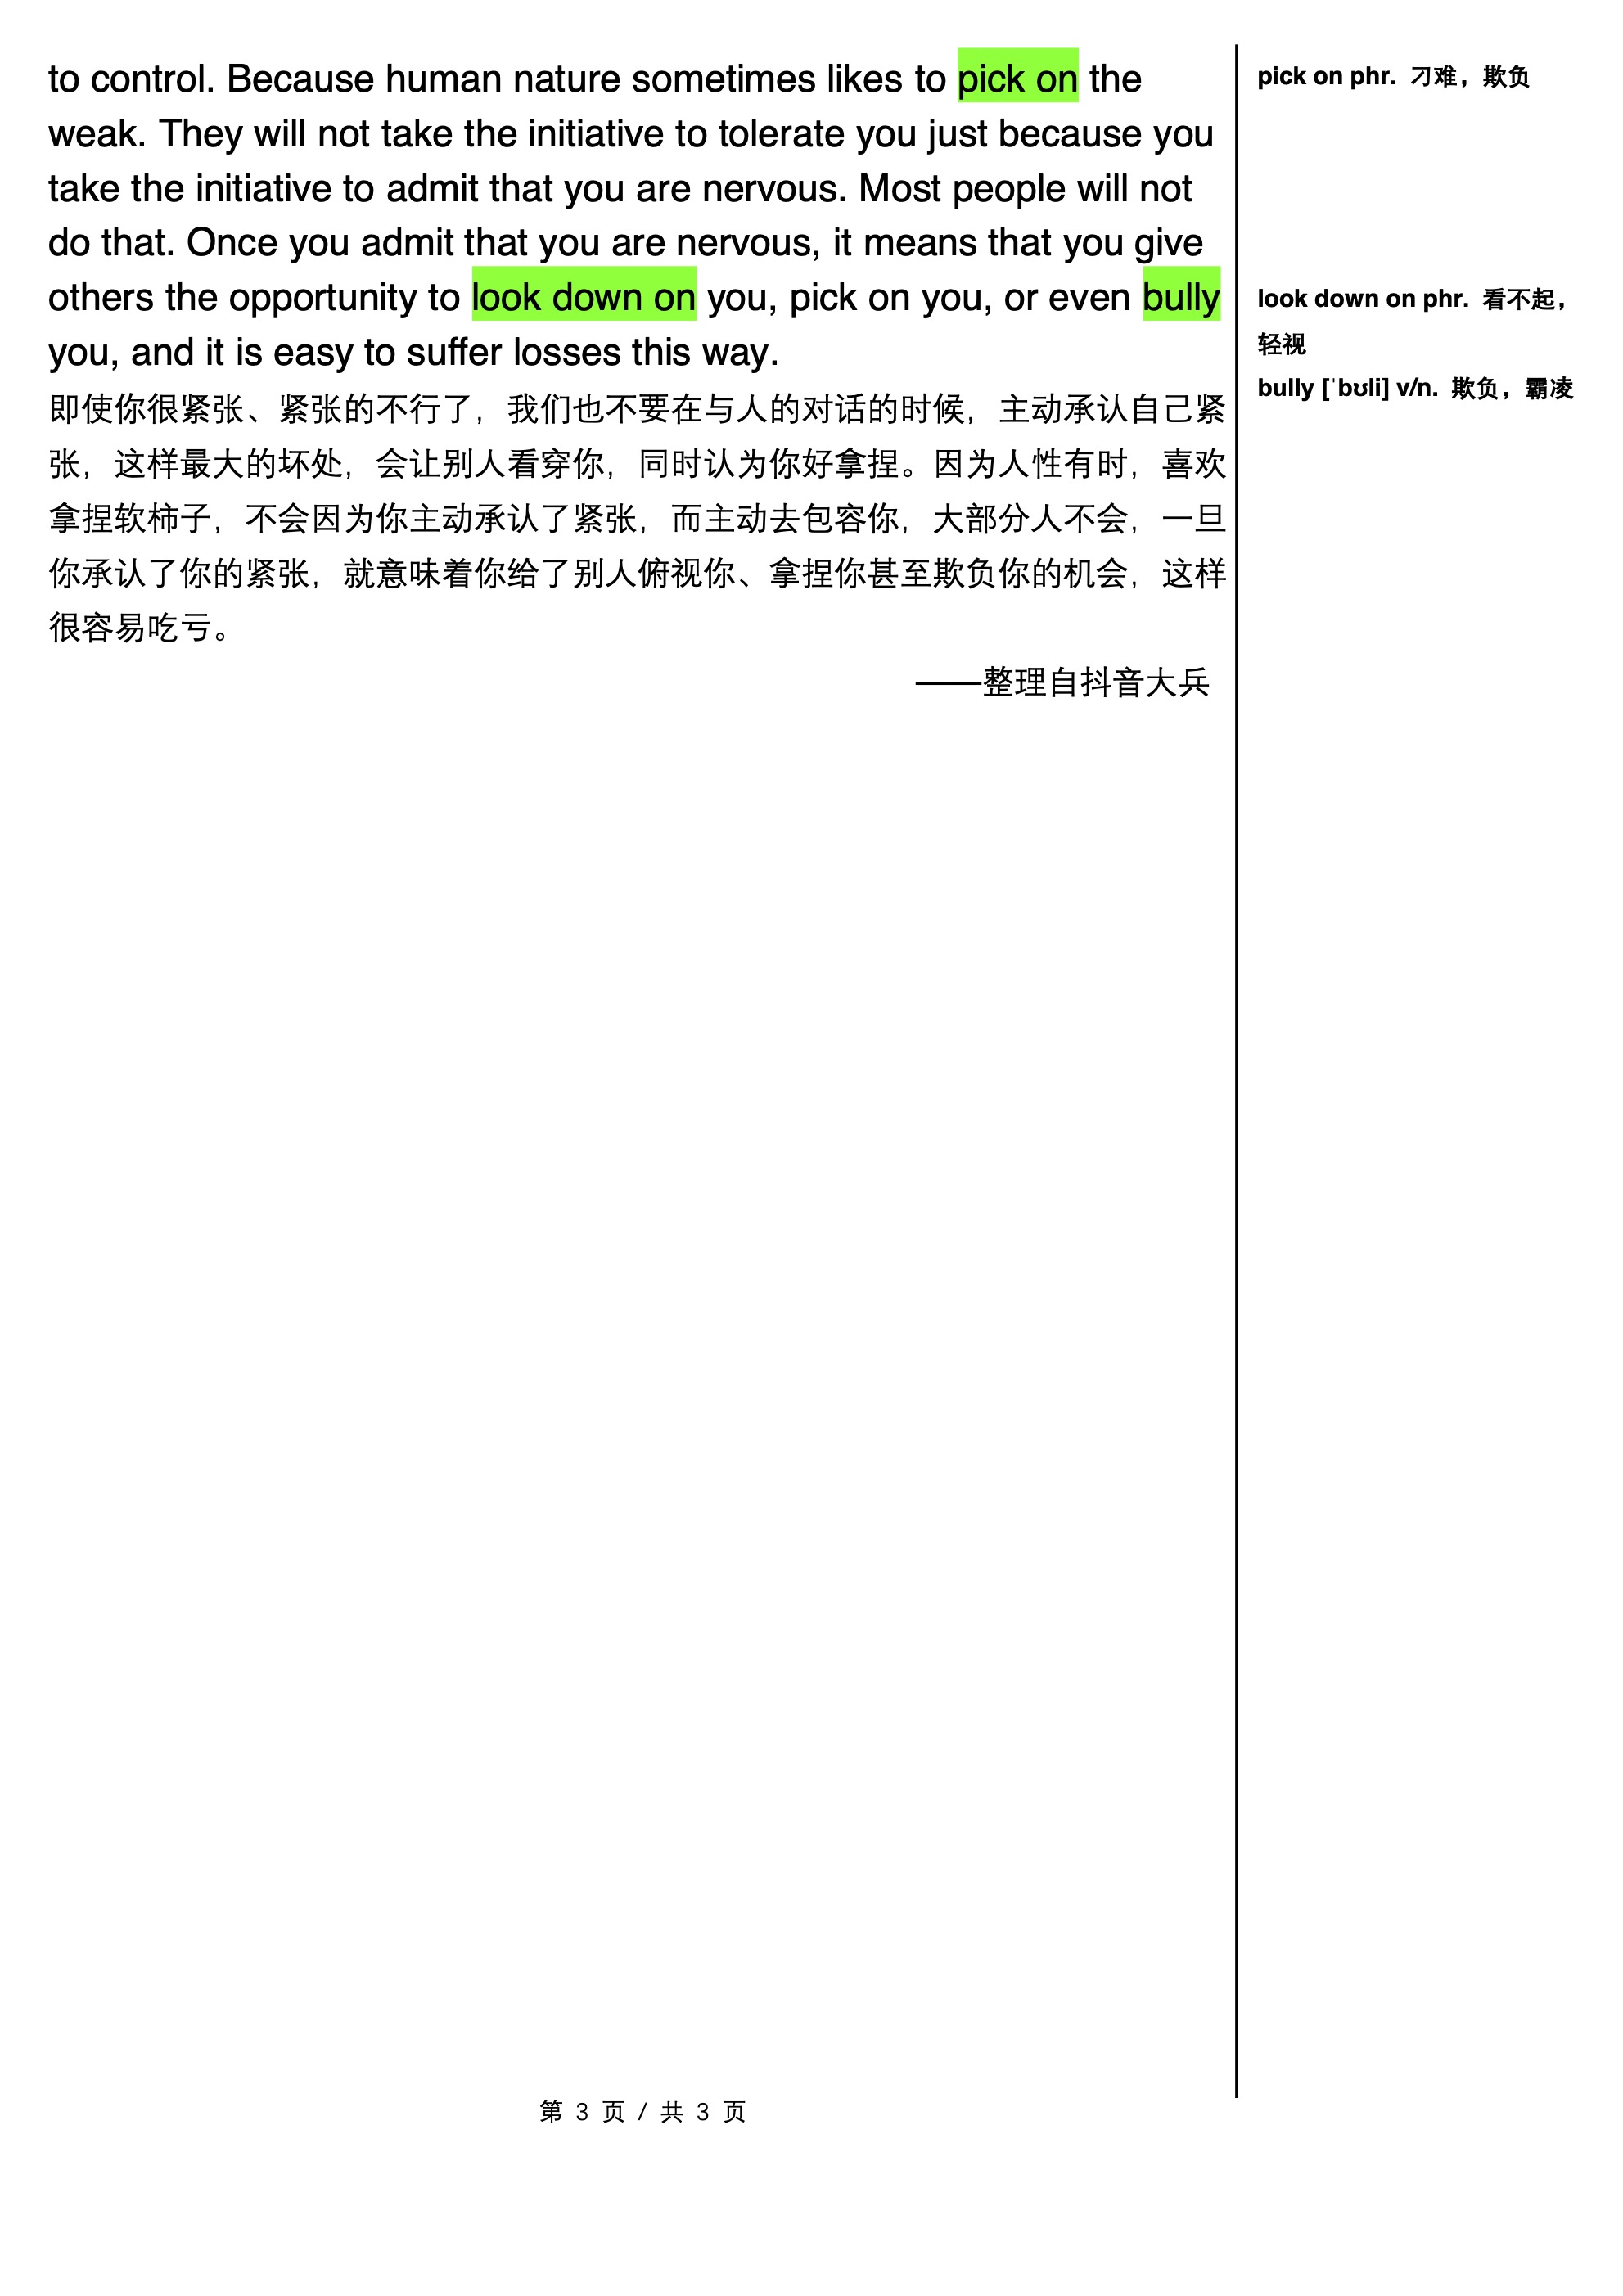 to control. Because human nature sometimes likes to pick on the
weak. They will not take the initiative to tolerate you just because you
take the initiative to admit that you are nervous. Most people will not
do that. Once you admit that you are nervous, it means that you give
others the opportunity to look down on you, pick on you, or even bully
you, and it is easy to suffer losses this way.
即使你很紧张、紧张的不行了，我们也不要在与人的对话的时候，主动承认自己紧
张，这样最大的坏处，会让别人看穿你，同时认为你好拿捏。因为人性有时，喜欢
拿捏软柿子，不会因为你主动承认了紧张，而主动去包容你，大部分人不会，一旦
你承认了你的紧张，就意味着你给了别人俯视你、拿捏你甚至欺负你的机会，这样
很容易吃亏。
——整理自抖音大兵
pick on phr. 刁难，欺负
look down on phr. 看不起，
轻视
bully [ˈbʊli] v/n. 欺负，霸凌
第 3 页 / 共 3 页